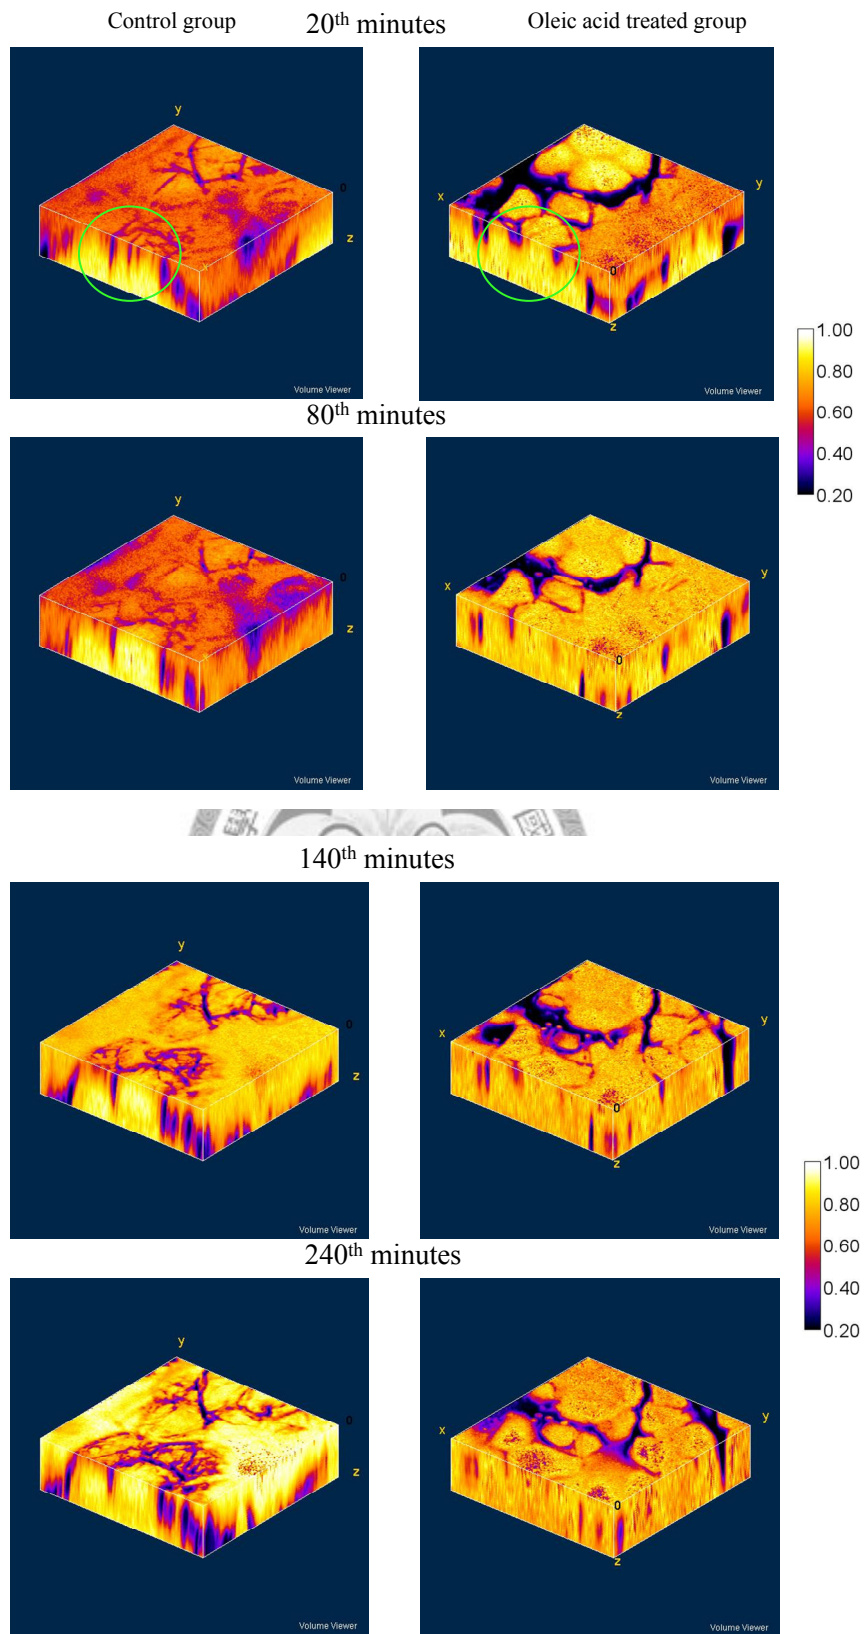 Control group 20th minutes Oleic acid treated group
y
0
z
x
Volume Viewer
x
y
0
z
Volume Viewer
1.00
0.80
0.60
0.40
0.20
80th minutes
y
0
z
Volume Viewer
x
y
0
z
Volume Viewer
140th minutes
y
0
z
Volume Viewer
x
y
0
z
Volume Viewer
1.00
0.80
0.60
0.40
0.20
240th minutes
y
0
z
Volume Viewer
x
y
0
z
Volume Viewer